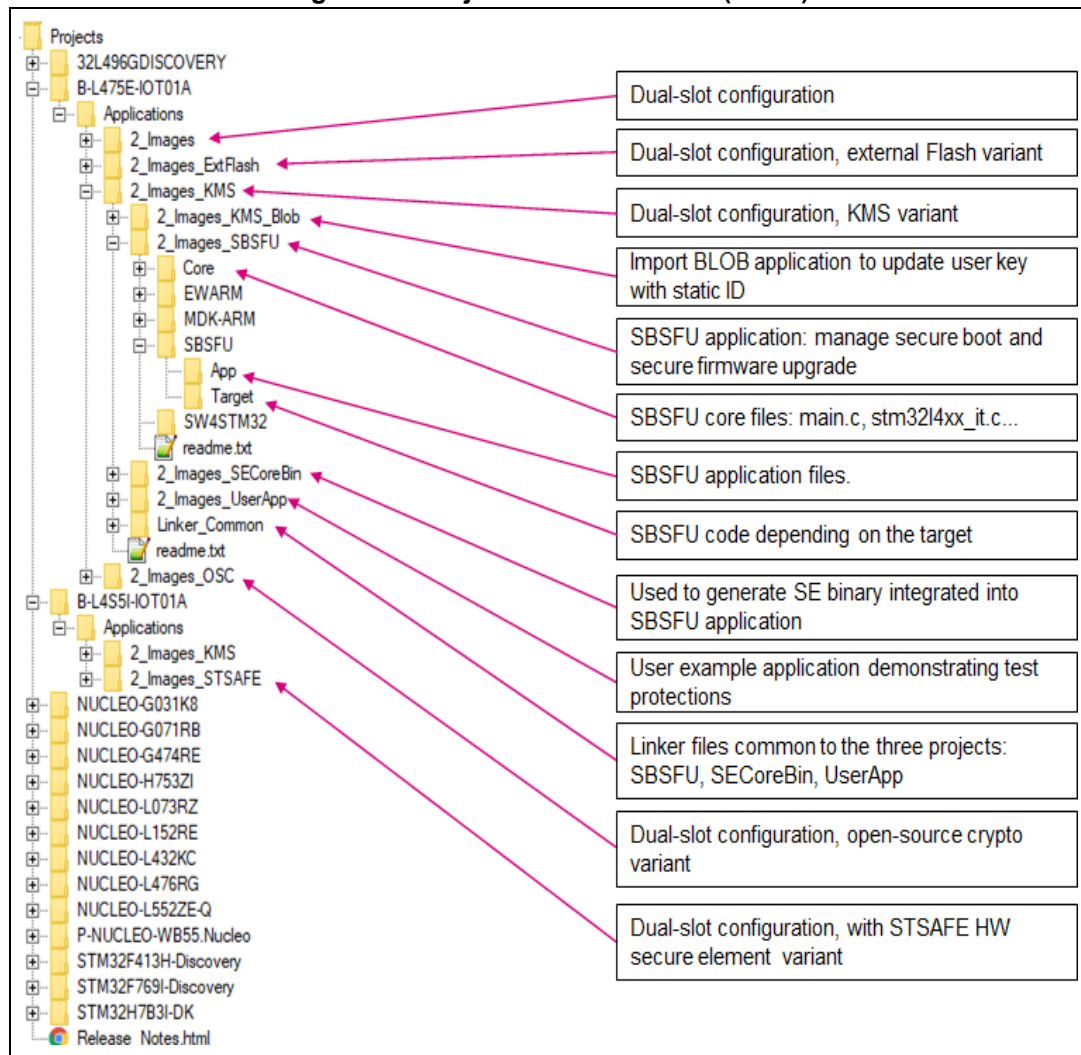 Projects
32L496GDISCOVERY
B-L475E-IOT01A
Applications
2_Images
2_Images_ExtFlash
2_Images_KMS
2_Images_KMS_Blob
2_Images_SBSFU
Core
EWARM
MDK-ARM
SBSFU
App
Target
SW4STM32
readme.txt
2_Images_SECoreBin
2_Images_UserApp
Linker_Common
readme.txt
2_Images_OSC
B-L4S5I-IOT01A
Applications
2_Images_KMS
2_Images_STSAFE
NUCLEO-G031K8
NUCLEO-G071RB
NUCLEO-G474RE
NUCLEO-H753ZI
NUCLEO-L073RZ
NUCLEO-L152RE
NUCLEO-L432KC
NUCLEO-L476RG
NUCLEO-L552ZE-Q
P-NUCLEO-WB55.Nucleo
STM32F413H-Discovery
STM32F769I-Discovery
STM32H7B3I-DK
Release_Notes.html
Dual-slot configuration
Dual-slot configuration, external Flash variant
Dual-slot configuration, KMS variant
Import BLOB application to update user key
with static ID
SBSFU application: manage secure boot and
secure firmware upgrade
SBSFU core files: main.c, stm32l4xx_it.c...
SBSFU application files.
SBSFU code depending on the target
Used to generate SE binary integrated into
SBSFU application
User example application demonstrating test
protections
Linker files common to the three projects:
SBSFU, SECoreBin, UserApp
Dual-slot configuration, open-source crypto
variant
Dual-slot configuration, with STSAFE HW
secure element variant